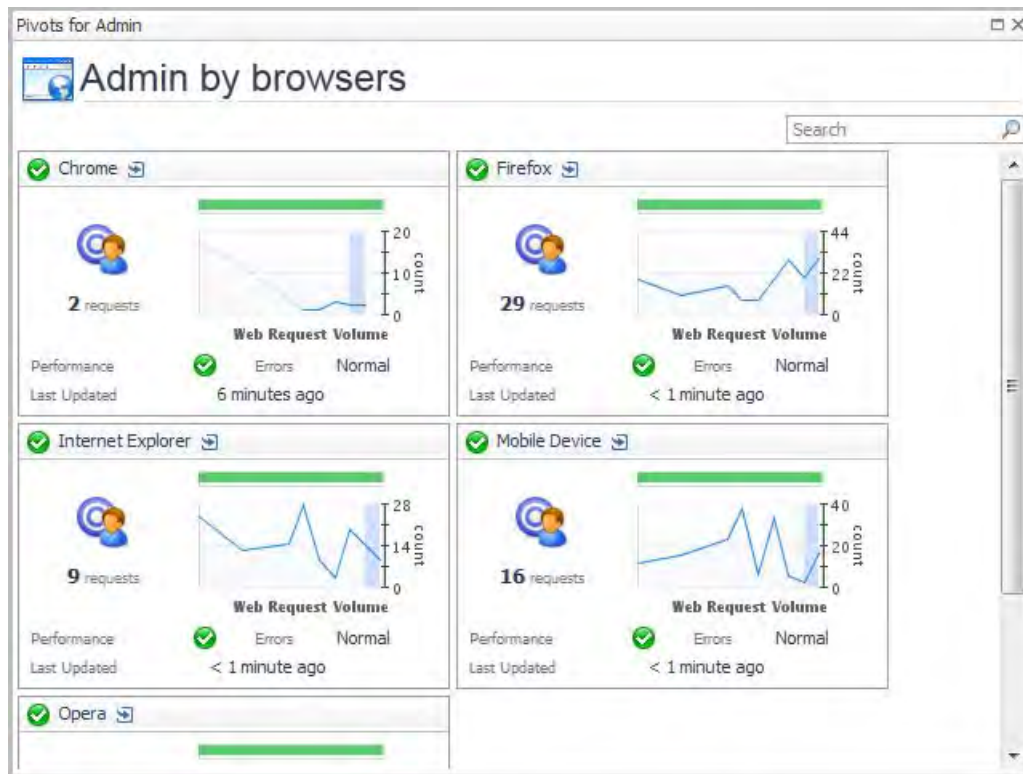 Pivots for Admin
Admin by browsers
Search
Chrome
20
10
0
count
2 requests
Web Request Volume
Performance Errors Normal
Last Updated 6 minutes ago
Firefox
44
22
0
count
29 requests
Web Request Volume
Performance Errors Normal
Last Updated < 1 minute ago
Internet Explorer
28
14
0
count
9 requests
Web Request Volume
Performance Errors Normal
Last Updated < 1 minute ago
Mobile Device
40
20
0
count
16 requests
Web Request Volume
Performance Errors Normal
Last Updated < 1 minute ago
Opera